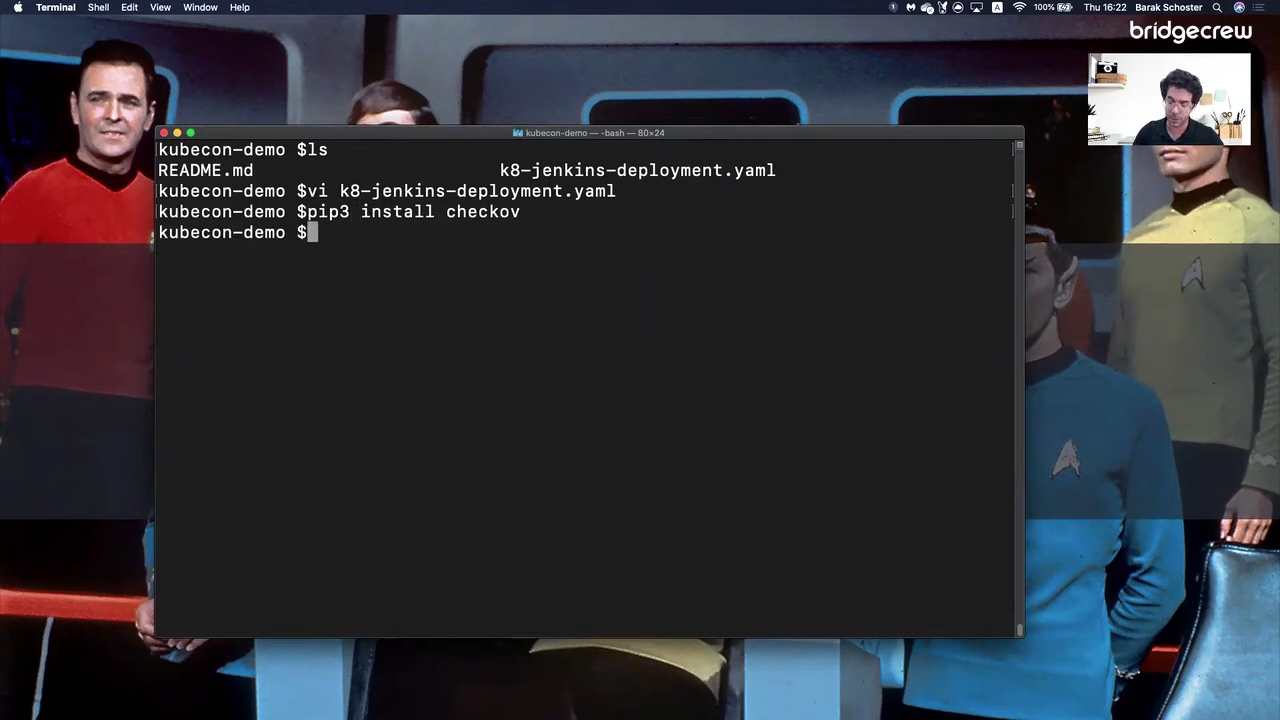 Terminal Shell Edit View Window Help 100% Thu 16:22 Barak Schoster
bridgecrew
kubecon-demo — -bash — 80×24
kubecon-demo $ls
README.md k8-jenkins-deployment.yaml
kubecon-demo $vi k8-jenkins-deployment.yaml
kubecon-demo $pip3 install checkov
kubecon-demo $